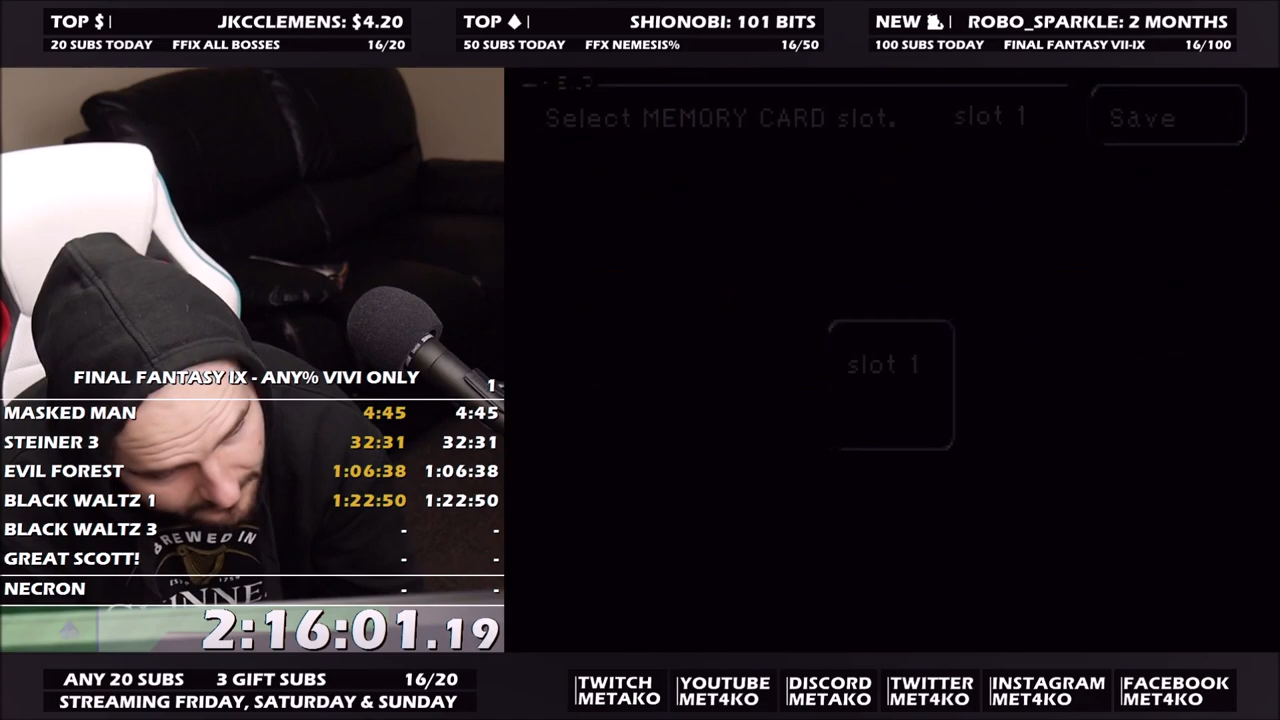 TOP $ | JKCCLEMENS: $4.20
20 SUBS TODAY FFIX ALL BOSSES 16/20
TOP ♦ | SHIONOBI: 101 BITS
50 SUBS TODAY FFX NEMESIS% 16/50
NEW | ROBO_SPARKLE: 2 MONTHS
100 SUBS TODAY FINAL FANTASY VII-IX 16/100
Select MEMORY CARD slot. slot 1 Save
slot 1
FINAL FANTASY IX - ANY% VIVI ONLY 1
MASKED MAN 4:45 4:45
STEINER 3 32:31 32:31
EVIL FOREST 1:06:38 1:06:38
BLACK WALTZ 1 1:22:50 1:22:50
BLACK WALTZ 3 - -
GREAT SCOTT! - -
NECRON - -
2:16:01.19
BREWED IN
ANY 20 SUBS 3 GIFT SUBS 16/20
STREAMING FRIDAY, SATURDAY & SUNDAY
TWITCH
METAKO
YOUTUBE
MET4KO
DISCORD
METAKO
TWITTER
MET4KO
INSTAGRAM
MET4KO
FACEBOOK
MET4KO